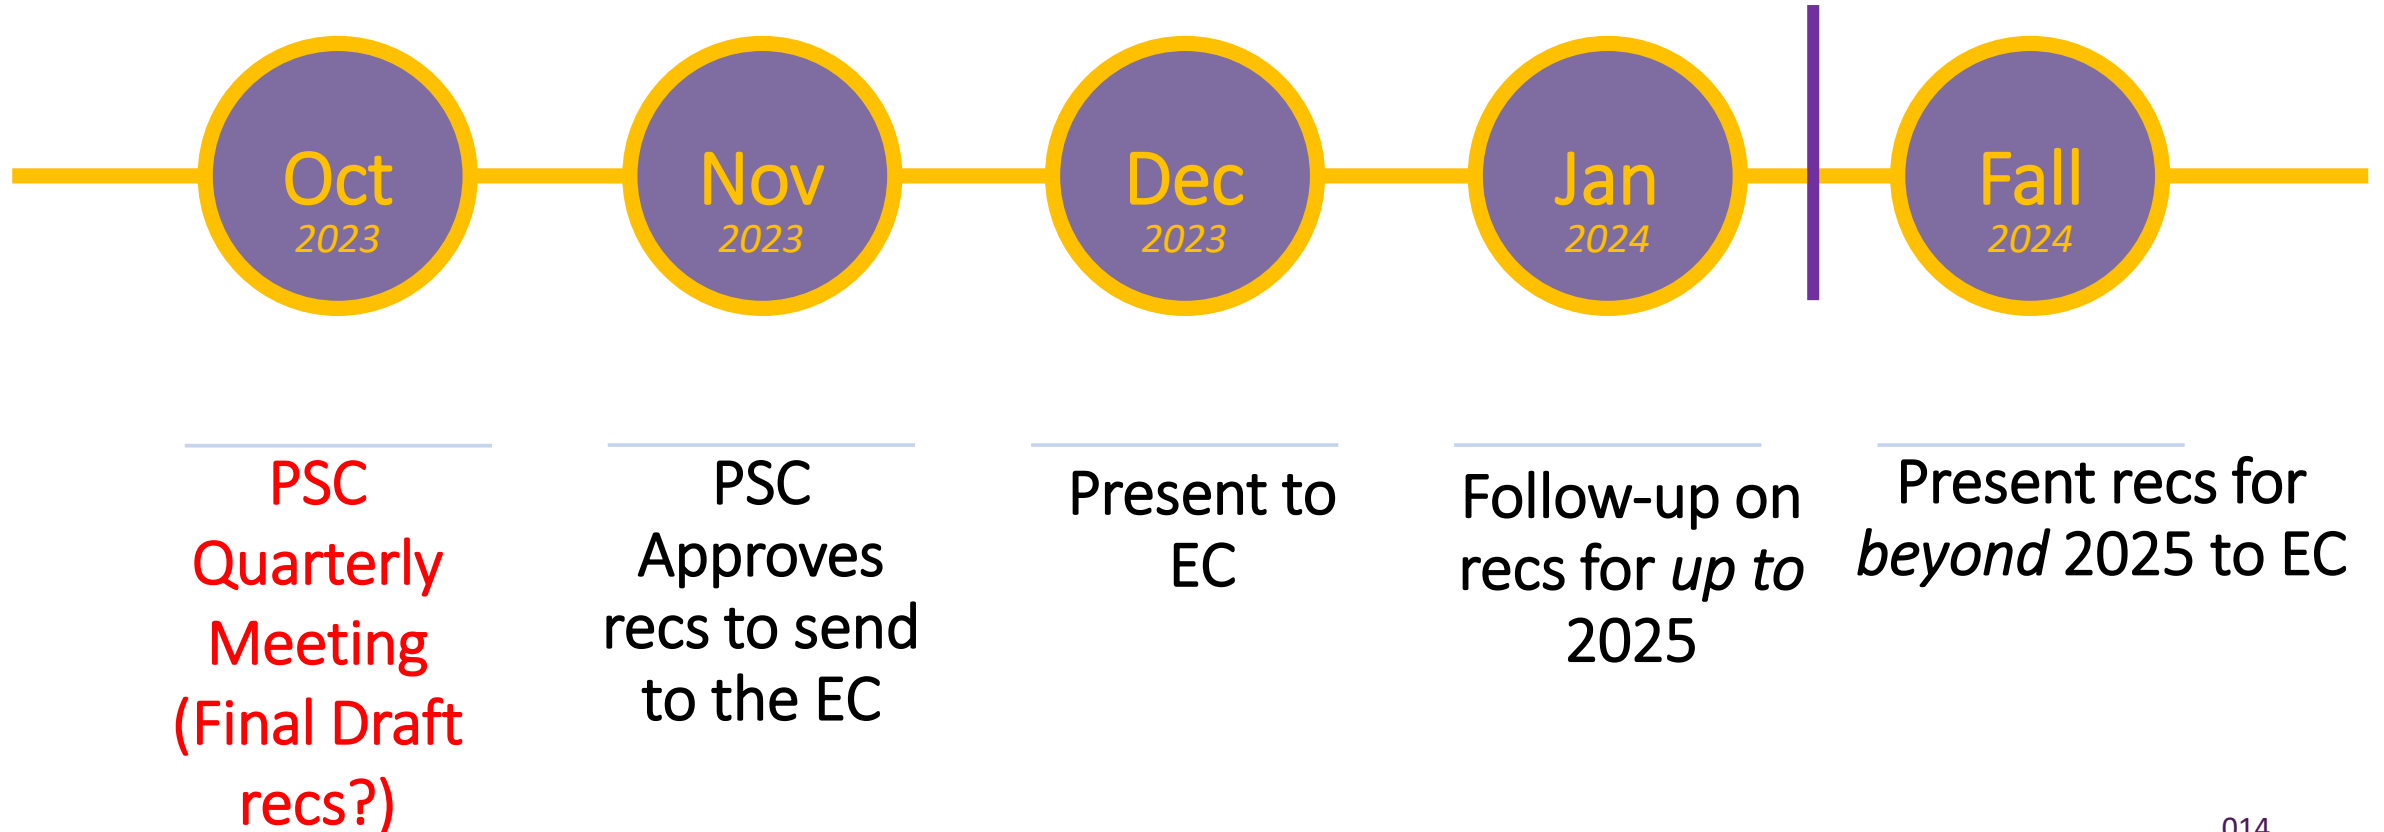 Oct
2023
Nov
2023
Dec
2023
Jan
2024
Fall
2024
PSC
Quarterly
Meeting
(Final Draft
recs?)
PSC
Approves
recs to send
to the EC
Present to
EC
Follow-up on
recs for up to
2025
Present recs for
beyond 2025 to EC
014